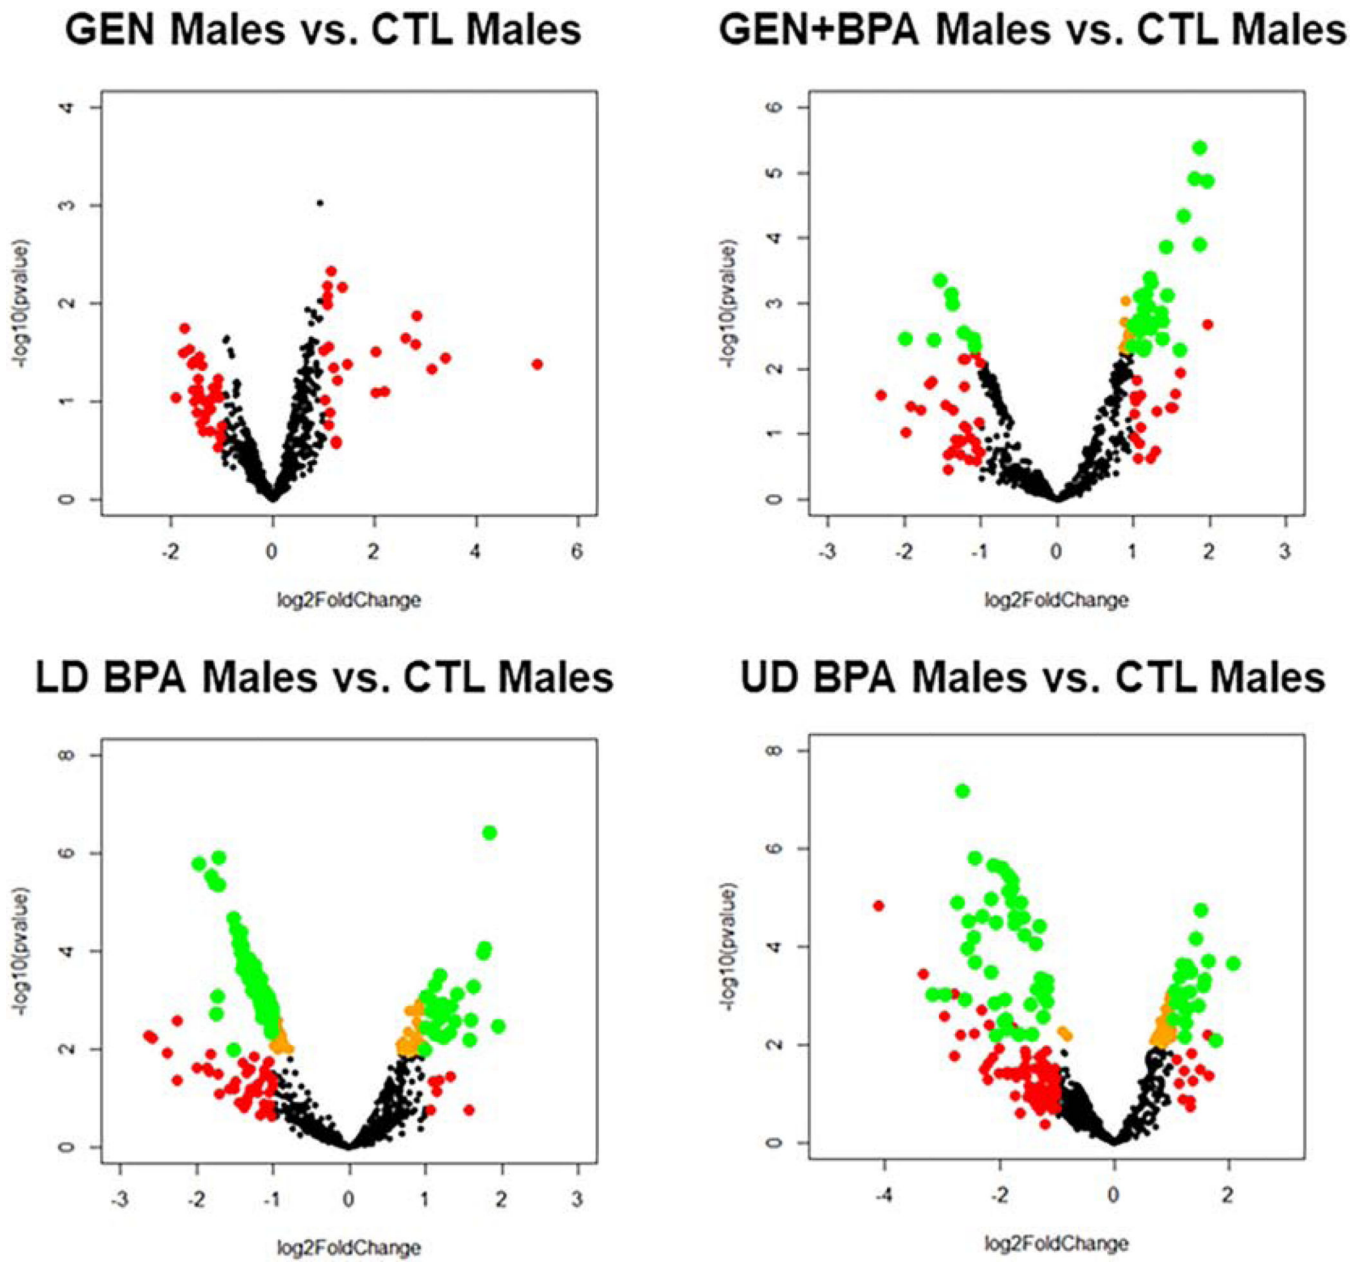 GEN Males vs. CTL Males
4
3
2
1
0
-log10(pvalue)
-2 0 2 4 6
log2FoldChange
GEN+BPA Males vs. CTL Males
6
5
4
3
2
1
0
-log10(pvalue)
-3 -2 -1 0 1 2 3
log2FoldChange
LD BPA Males vs. CTL Males
8
6
4
2
0
-log10(pvalue)
-3 -2 -1 0 1 2 3
log2FoldChange
UD BPA Males vs. CTL Males
8
6
4
2
0
-log10(pvalue)
-4 -2 0 2
log2FoldChange